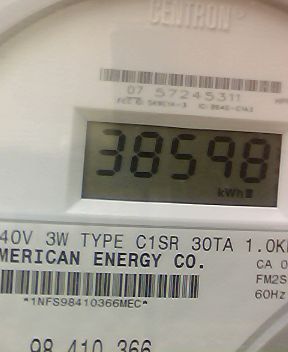 CENTRON®
07 57245311
38598
kWh
40V 3W TYPE C1SR 30TA 1.0K
MERICAN ENERGY CO.
CA 0
FM2S
60Hz
*1NFS98410366MEC*
98 410 366